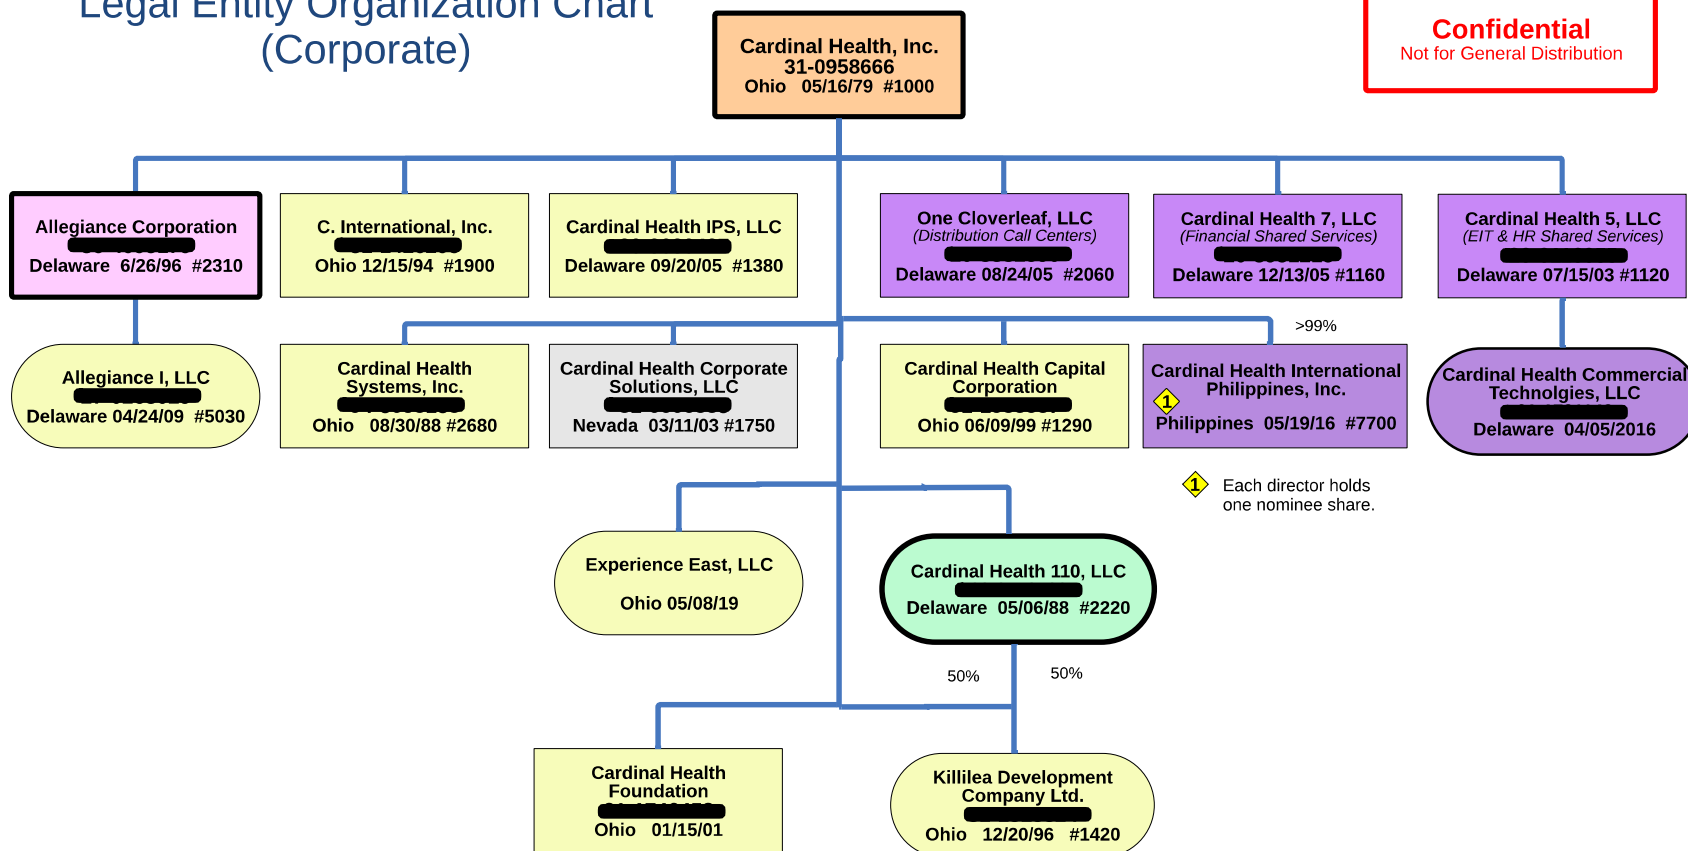 Legal Entity Organization Chart
(Corporate)
Confidential
Not for General Distribution
Cardinal Health, Inc.
31-0958666
Ohio 05/16/79 #1000
Allegiance Corporation
Delaware 6/26/96 #2310
C. International, Inc.
Ohio 12/15/94 #1900
Cardinal Health IPS, LLC
Delaware 09/20/05 #1380
One Cloverleaf, LLC
(Distribution Call Centers)
Delaware 08/24/05 #2060
Cardinal Health 7, LLC
(Financial Shared Services)
Delaware 12/13/05 #1160
Cardinal Health 5, LLC
(EIT & HR Shared Services)
Delaware 07/15/03 #1120
>99%
Allegiance I, LLC
Delaware 04/24/09 #5030
Cardinal Health
Systems, Inc.
Ohio 08/30/88 #2680
Cardinal Health Corporate
Solutions, LLC
Nevada 03/11/03 #1750
Cardinal Health Capital
Corporation
Ohio 06/09/99 #1290
Cardinal Health International
Philippines, Inc.
1
Philippines 05/19/16 #7700
Cardinal Health Commercial
Technolgies, LLC
Delaware 04/05/2016
1 Each director holds
one nominee share.
Experience East, LLC
Ohio 05/08/19
Cardinal Health 110, LLC
Delaware 05/06/88 #2220
50%
50%
Cardinal Health
Foundation
Ohio 01/15/01
Killilea Development
Company Ltd.
Ohio 12/20/96 #1420